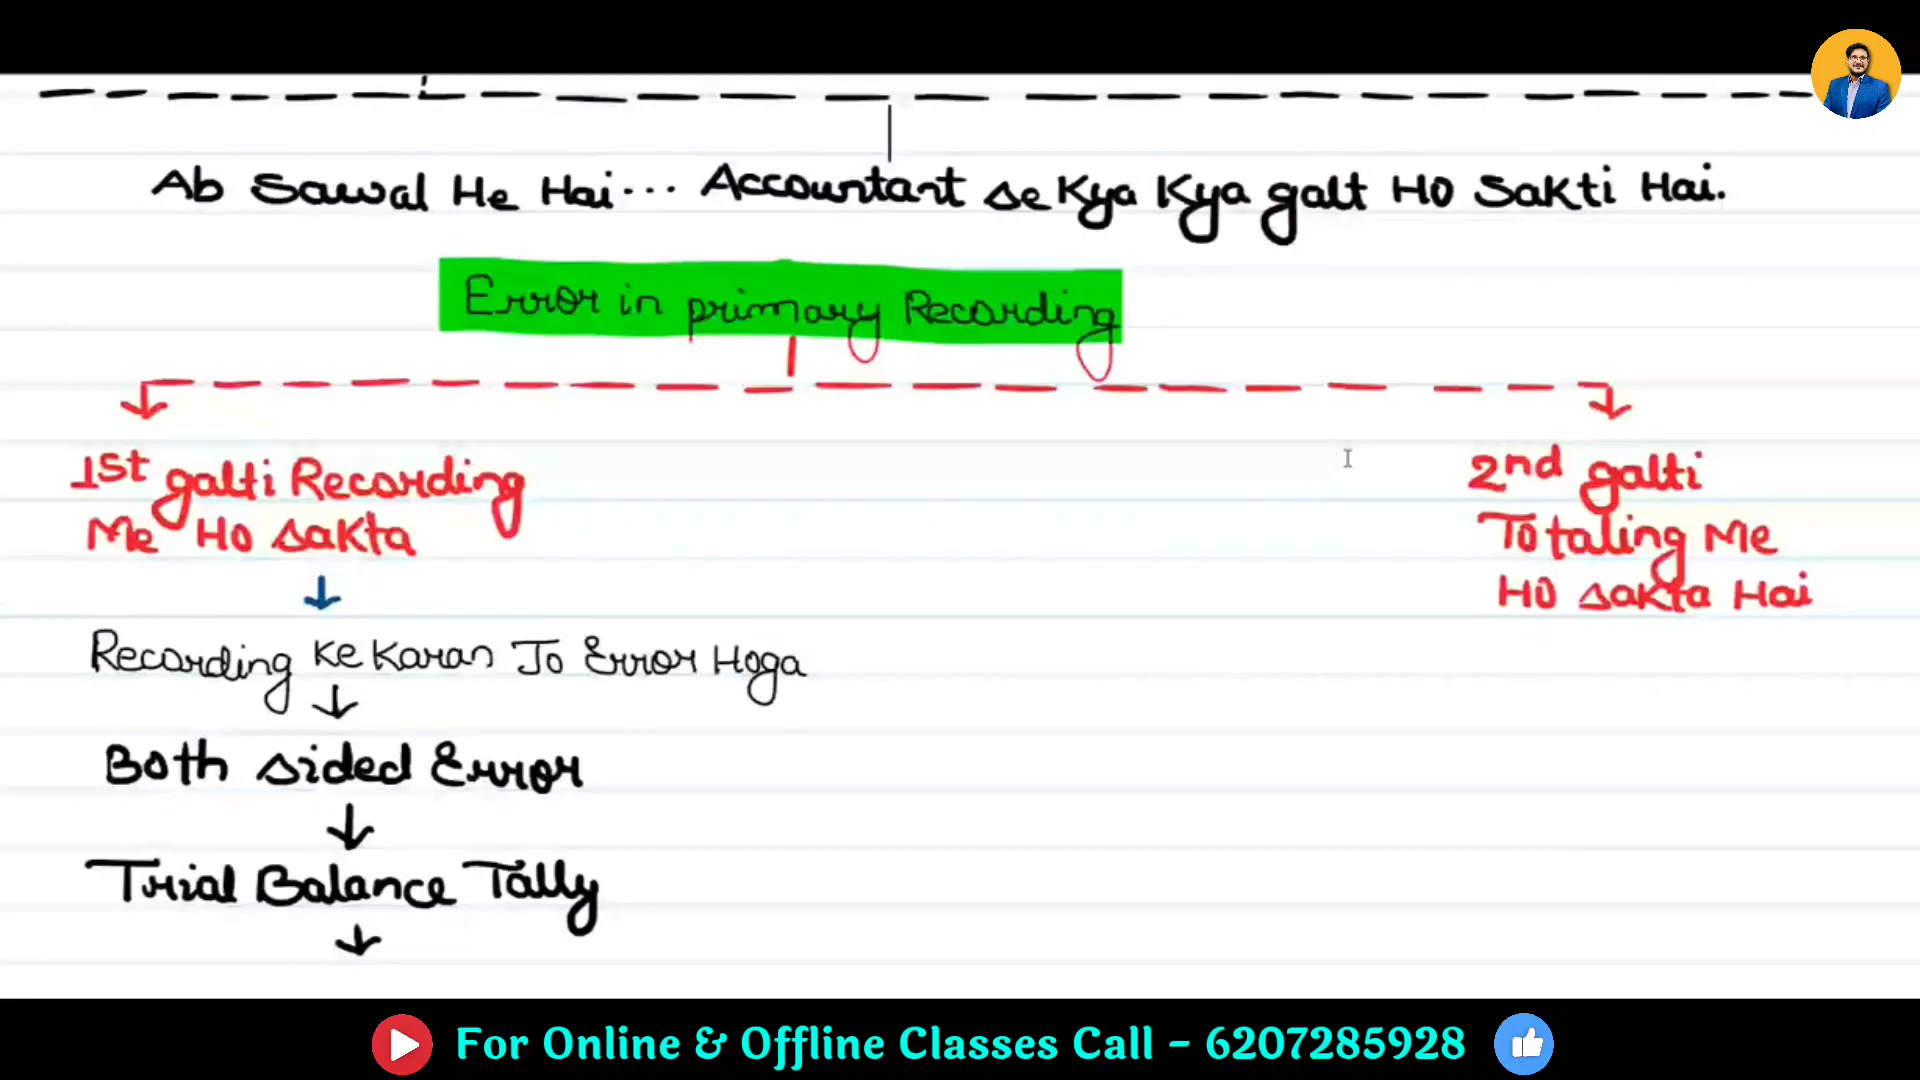 Ab Sawal He Hai... Accountant se Kya Kya galt Ho Sakti Hai.
Error in primary Recording
1st galti Recording
Me Ho sakta
2nd galti
Totaling Me
Ho sakta Hai
Recording Ke Karan Jo Error Hoga
Both sided Error
Trial Balance Tally
For Online & Offline Classes Call - 6207285928